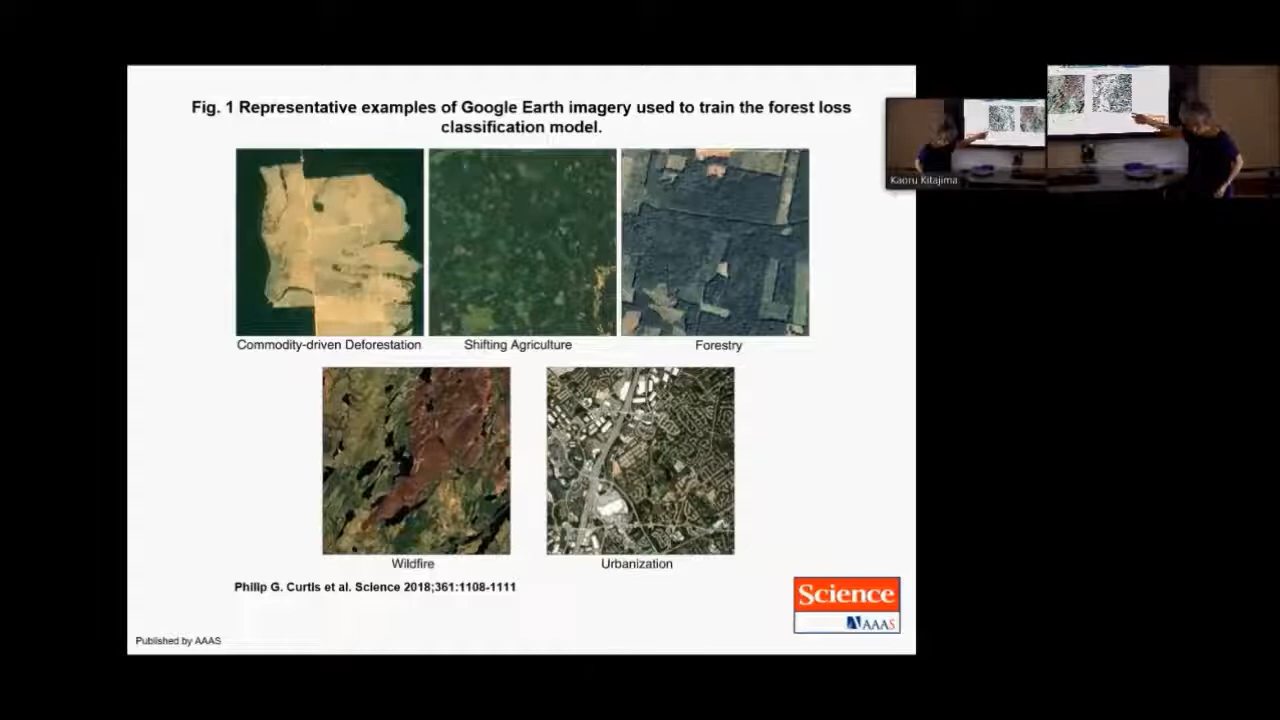 Fig. 1 Representative examples of Google Earth imagery used to train the forest loss
classification model.
Commodity-driven Deforestation
Shifting Agriculture
Forestry
Wildfire
Urbanization
Philip G. Curtis et al. Science 2018;361:1108-1111
Science
AAAS
Published by AAAS
Kaoru Kitajima